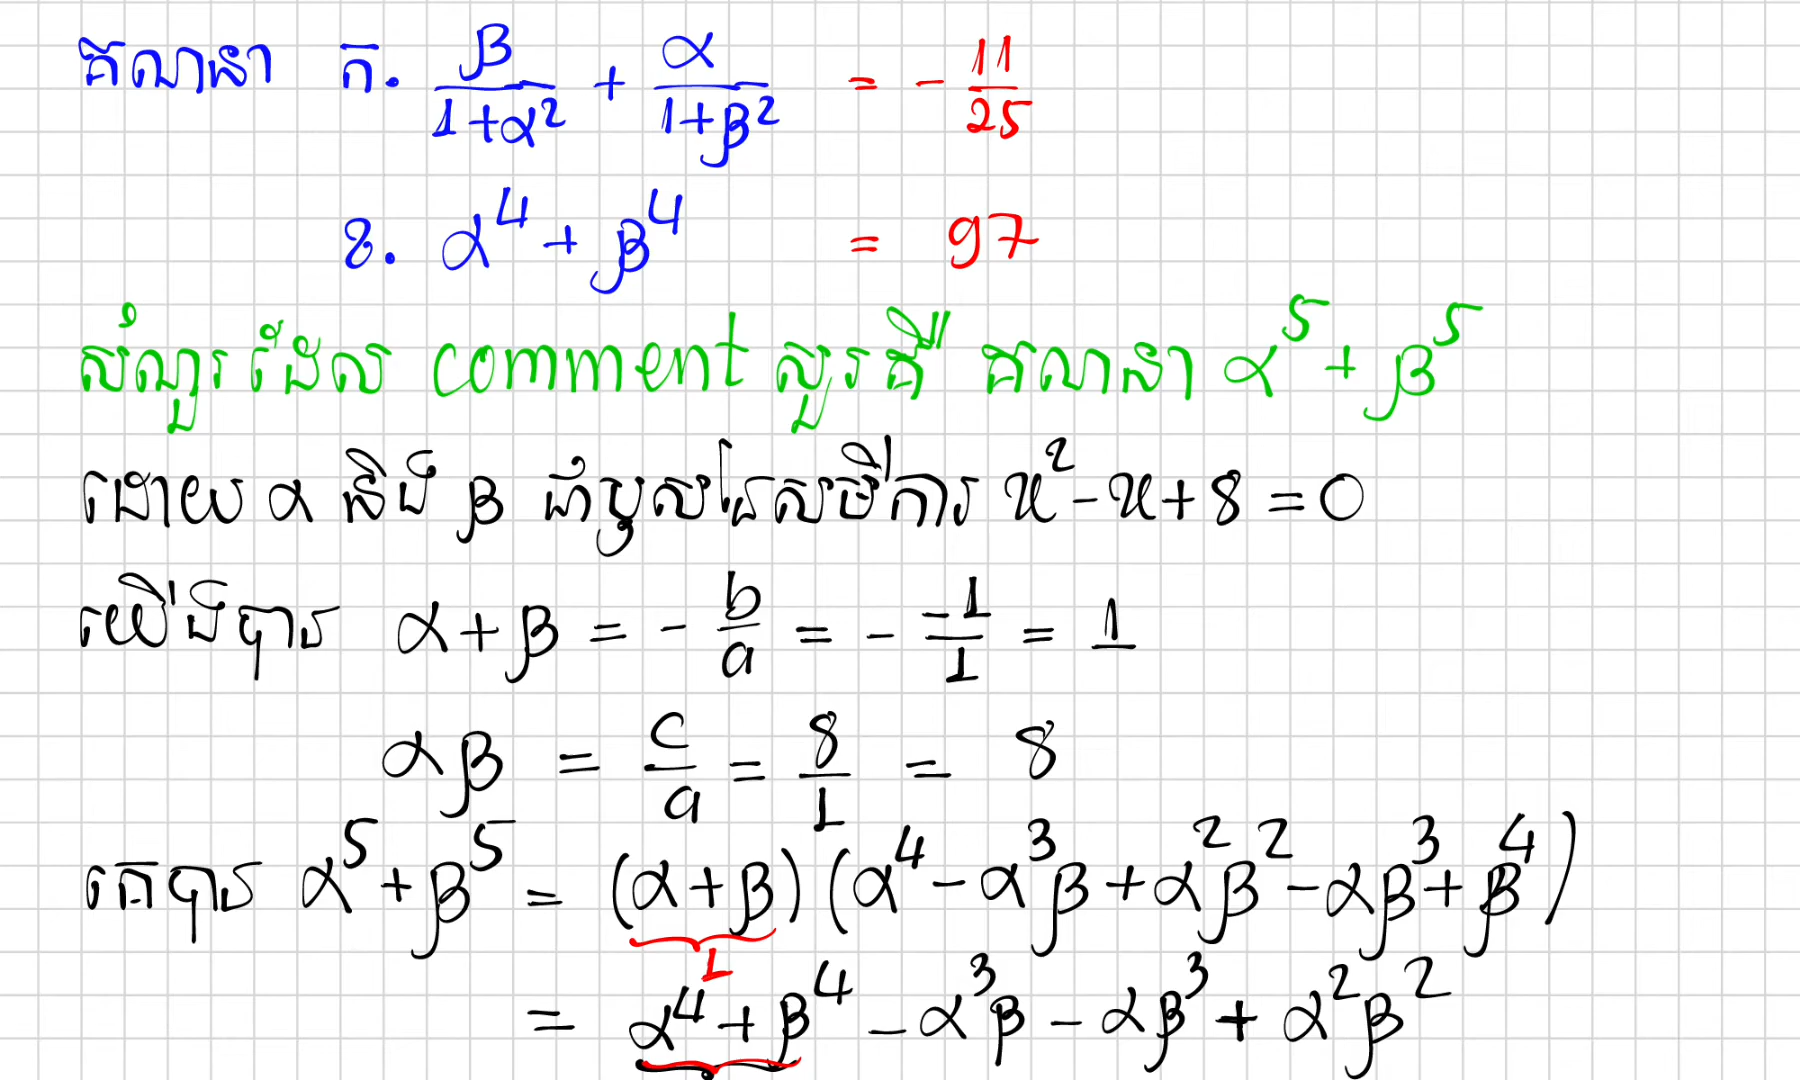 គណនា ក. β/(1+α²) + α/(1+β²) = -11/25
ខ. α⁴ + β⁴ = 97
សំណួរដែល comment សួរគឺ គណនា α⁵ + β⁵
ដោយ α និង β ជាឫសនៃសមីការ x² - x + 8 = 0
យើងបាន α + β = - b/a = - -1/1 = 1
αβ = c/a = 8/1 = 8
គេបាន α⁵ + β⁵ = (α + β)(α⁴ - α³β + α²β² - αβ³ + β⁴)
1
= α⁴ + β⁴ - α³β - αβ³ + α²β²